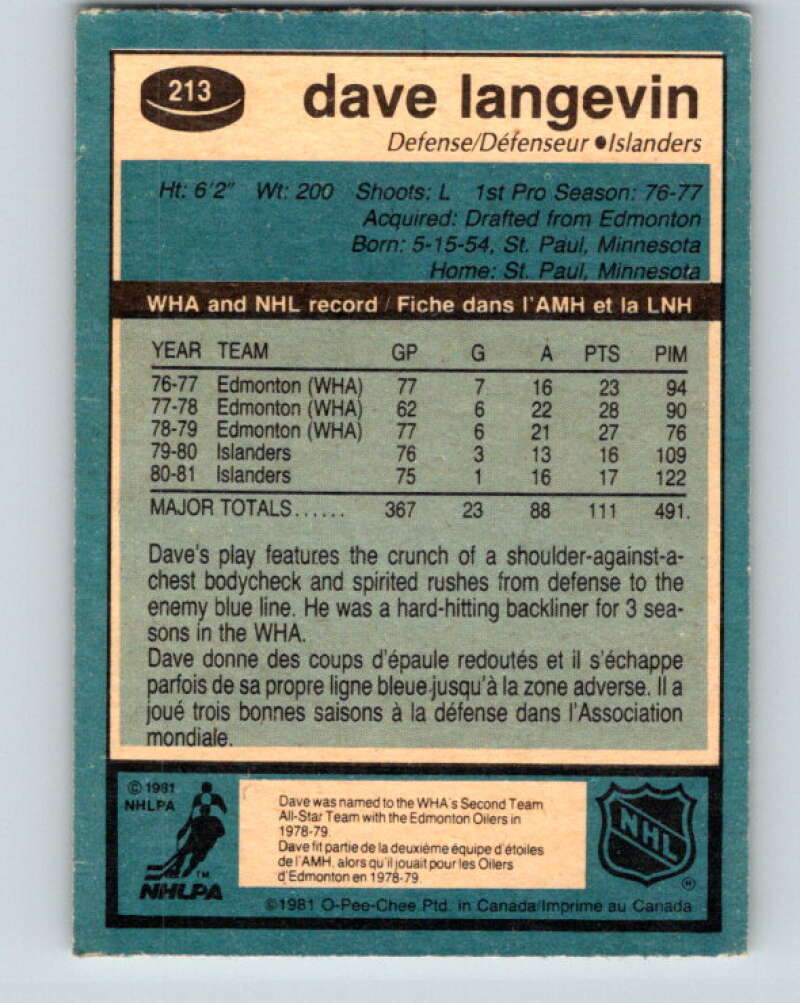 213
dave langevin
Defense/Défenseur ●Islanders
Ht: 6'2" Wt: 200 Shoots: L 1st Pro Season: 76-77
Acquired: Drafted from Edmonton
Born: 5-15-54, St. Paul, Minnesota
Home: St. Paul, Minnesota
WHA and NHL record / Fiche dans l'AMH et la LNH
YEAR TEAM GP G A PTS PIM
76-77 Edmonton (WHA) 77 7 16 23 94
77-78 Edmonton (WHA) 62 6 22 28 90
78-79 Edmonton (WHA) 77 6 21 27 76
79-80 Islanders 76 3 13 16 109
80-81 Islanders 75 1 16 17 122
MAJOR TOTALS...... 367 23 88 111 491.
Dave's play features the crunch of a shoulder-against-a-
chest bodycheck and spirited rushes from defense to the
enemy blue line. He was a hard-hitting backliner for 3 sea-
sons in the WHA.
Dave donne des coups d'épaule redoutés et il s'échappe
parfois de sa propre ligne bleue jusqu'à la zone adverse. Il a
joué trois bonnes saisons à la défense dans l'Association
mondiale.
© 1981
NHLPA
TM
NHLPA
Dave was named to the WHA's Second Team
All-Star Team with the Edmonton Oilers in
1978-79.
Dave fit partie de la deuxième équipe d'étoiles
de l'AMH, alors qu'il jouait pour les Oilers
d'Edmonton en 1978-79.
NHL
®
©1981 O-Pee-Chee Ptd. in Canada/Imprime au Canada